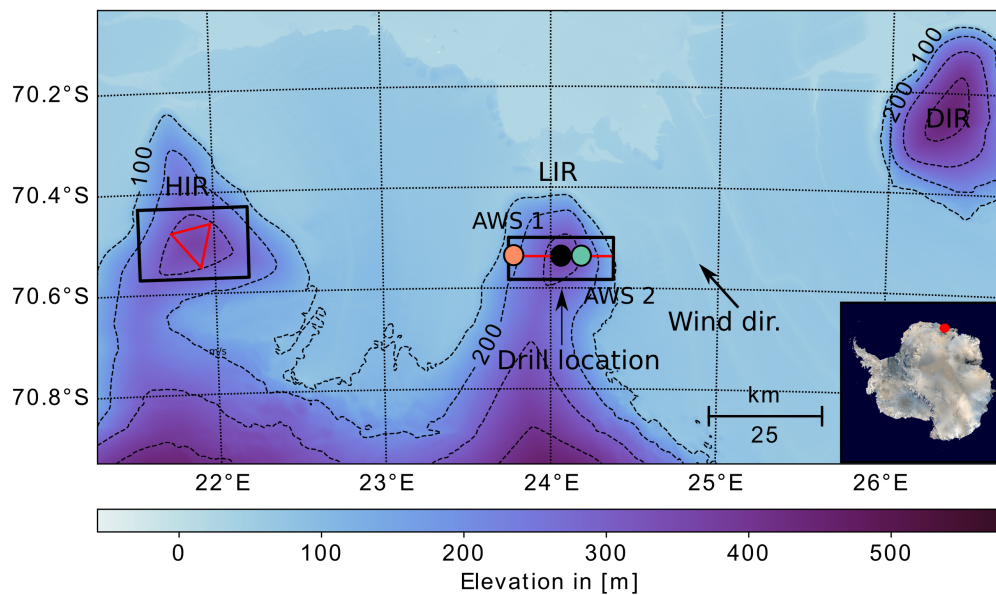 100
70.2°S
200
DIR
100
HIR
LIR
70.4°S
AWS 1
70.6°S
AWS 2
Wind dir.
200
Drill location
70.8°S
km
25
22°E
23°E
24°E
25°E
26°E
0
100
200
300
400
500
Elevation in [m]